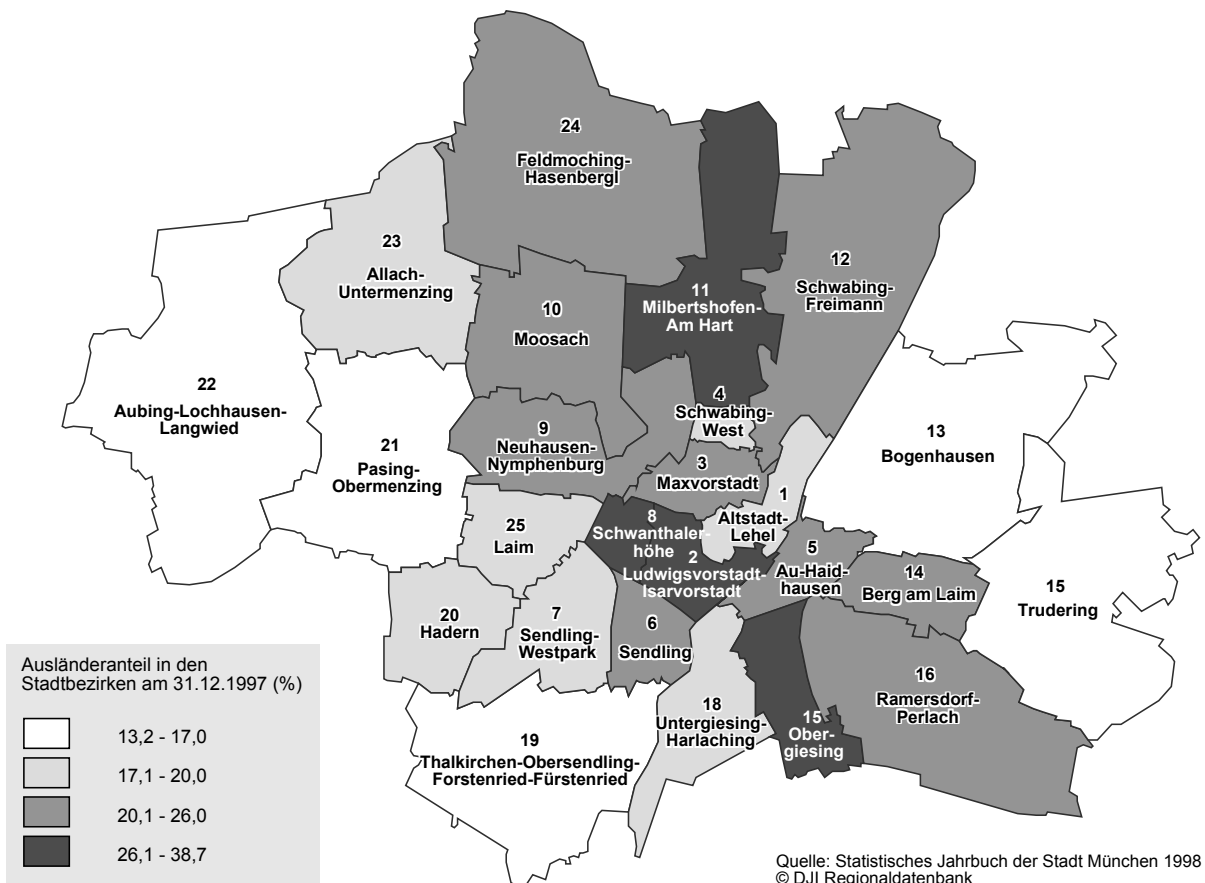 24
Feldmoching-
Hasenbergl
23
Allach-
Untermenzing
12
Schwabing-
Freimann
11
Milbertshofen-
Am Hart
10
Moosach
22
Aubing-Lochhausen-
Langwied
4
Schwabing-
West
21
Pasing-
Obermenzing
9
Neuhausen-
Nymphenburg
13
Bogenhausen
3
Maxvorstadt
1
Altstadt-
Lehel
25
Laim
8
Schwanthaler-
höhe
2
Ludwigsvorstadt-
Isarvorstadt
5
Au-Haid-
hausen
14
Berg am Laim
15
Trudering
20
Hadern
7
Sendling-
Westpark
6
Sendling
16
Ramersdorf-
Perlach
18
Untergiesing-
Harlaching
15
Ober-
giesing
19
Thalkirchen-Obersendling-
Forstenried-Fürstenried
Ausländeranteil in den
Stadtbezirken am 31.12.1997 (%)
13,2 - 17,0
17,1 - 20,0
20,1 - 26,0
26,1 - 38,7
Quelle: Statistisches Jahrbuch der Stadt München 1998
© DJI Regionaldatenbank